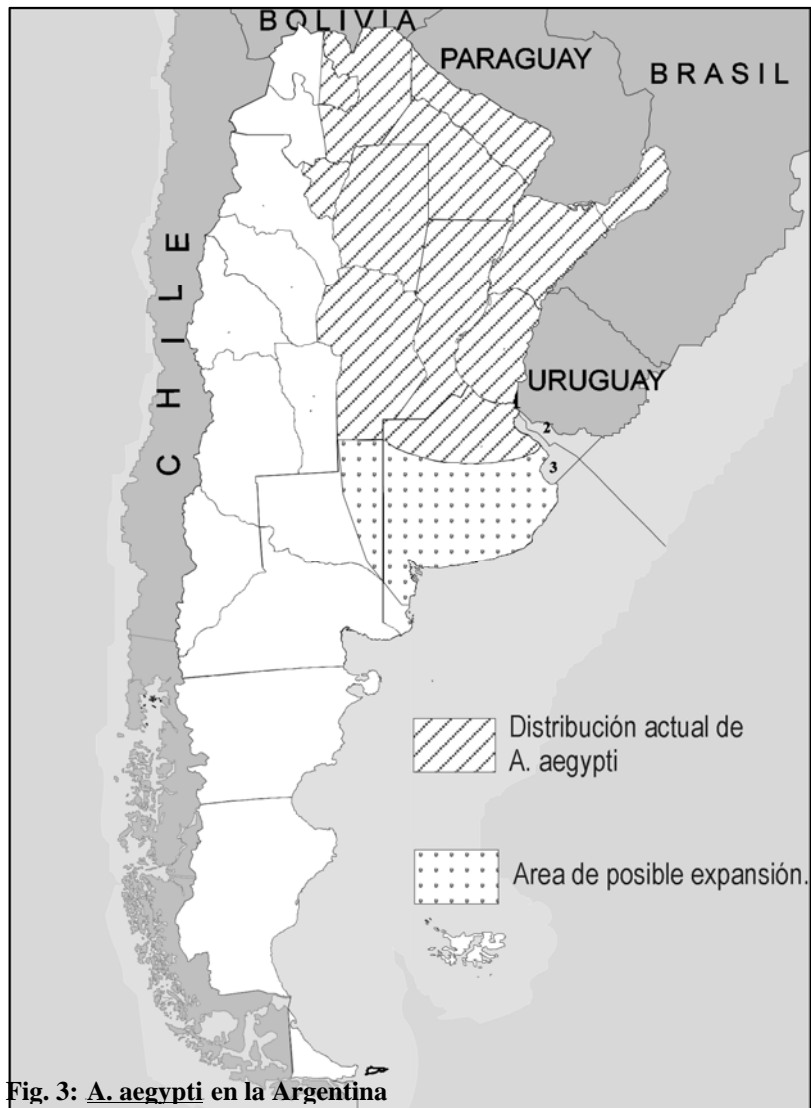 BOLIVIA
PARAGUAY
BRASIL
CHILE
URUGUAY
1
2
3
Distribución actual de
A. aegypti
Area de posible expansión.
Fig. 3: A. aegypti en la Argentina